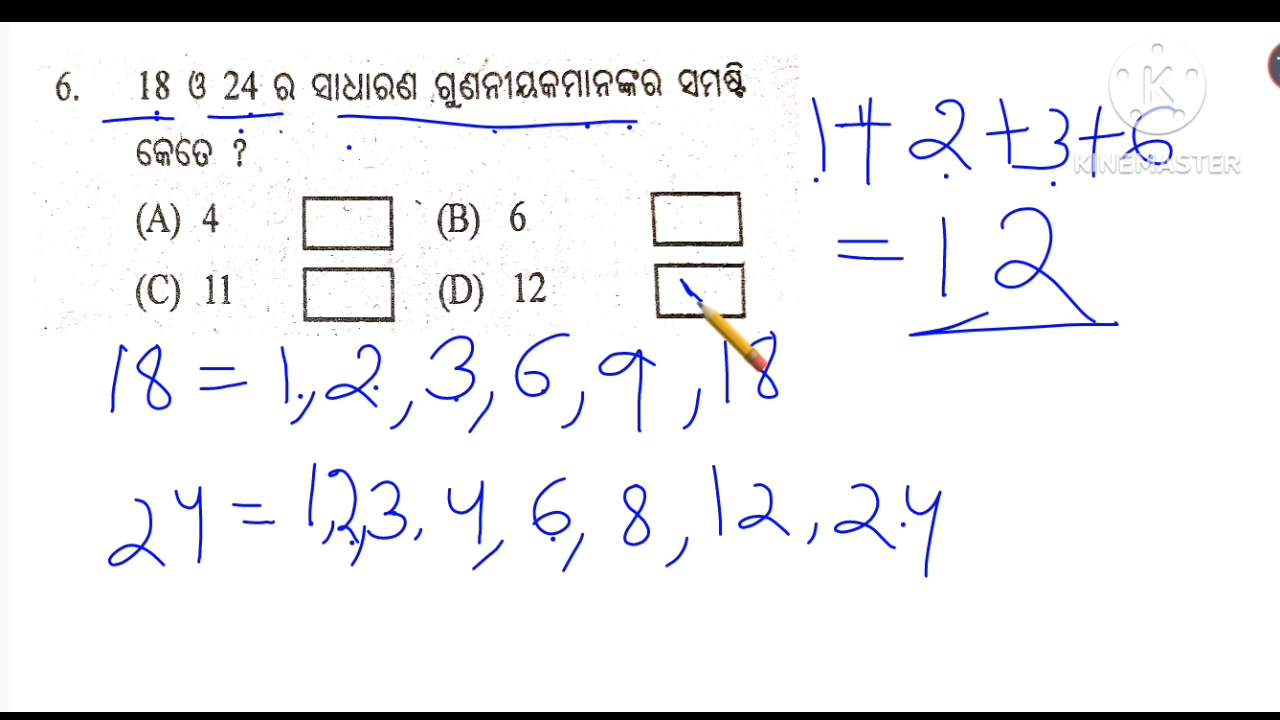 6. 18 ଓ 24 ର ସାଧାରଣ ଗୁଣନୀୟକମାନଙ୍କର ସମଷ୍ଟି
କେତେ ?
(A) 4 (B) 6
(C) 11 (D) 12
1+2+3+6
=12
18 = 1, 2, 3, 6, 9, 18
24 = 1,2,3, 4, 6, 8, 12, 24
K
KINEMASTER